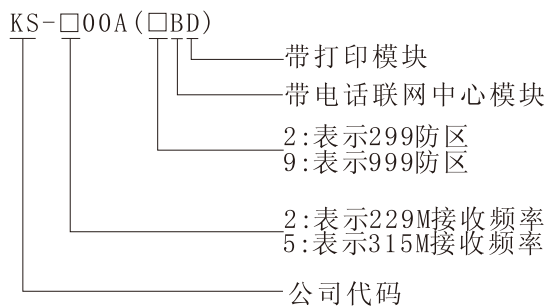 KS-□00A(□BD)
带打印模块
带电话联网中心模块
2:表示299防区
9:表示999防区
2:表示229M接收频率
5:表示315M接收频率
公司代码